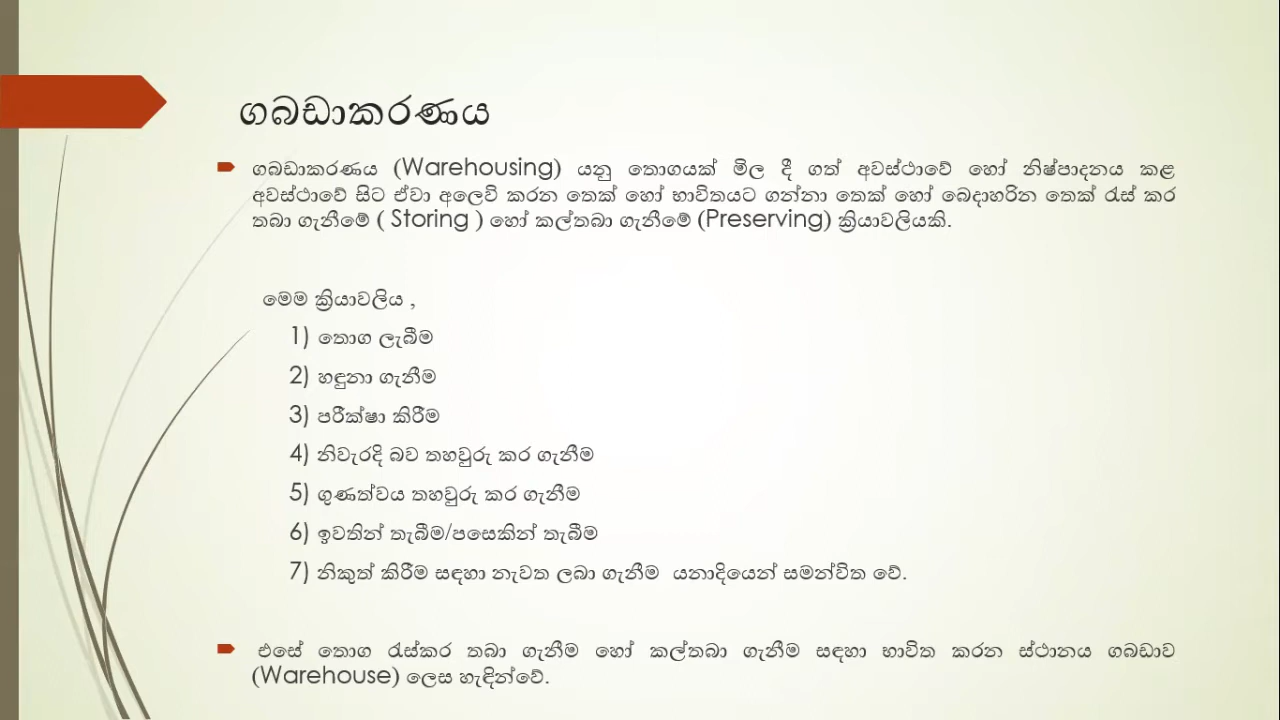 ගබඩාකරණය
ගබඩාකරණය (Warehousing) යනු තොගයක් මිල දී ගත් අවස්ථාවේ හෝ නිෂ්පාදනය කළ
අවස්ථාවේ සිට ඒවා අලෙවි කරන තෙක් හෝ භාවිතයට ගන්නා තෙක් හෝ බෙදාහරින තෙක් රැස් කර
තබා ගැනීමේ ( Storing ) හෝ කල්තබා ගැනීමේ (Preserving) ක්‍රියාවලියකි.
මෙම ක්‍රියාවලිය ,
1) තොග ලැබීම
2) හඳුනා ගැනීම
3) පරීක්ෂා කිරීම
4) නිවැරදි බව තහවුරු කර ගැනීම
5) ගුණත්වය තහවුරු කර ගැනීම
6) ඉවතින් තැබීම/පසෙකින් තැබීම
7) නිකුත් කිරීම සඳහා නැවත ලබා ගැනීම යනාදියෙන් සමන්විත වේ.
එසේ තොග රැස්කර තබා ගැනීම හෝ කල්තබා ගැනීම සඳහා භාවිත කරන ස්ථානය ගබඩාව
(Warehouse) ලෙස හැඳින්වේ.